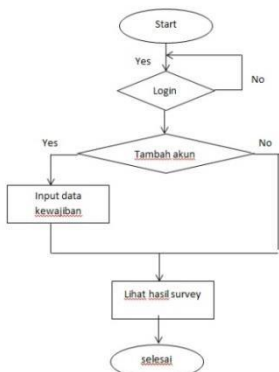 Start
Yes
No
Login
Yes
No
Tambah akun
Input data
kewajiban
Lihat hasil survey
selesai